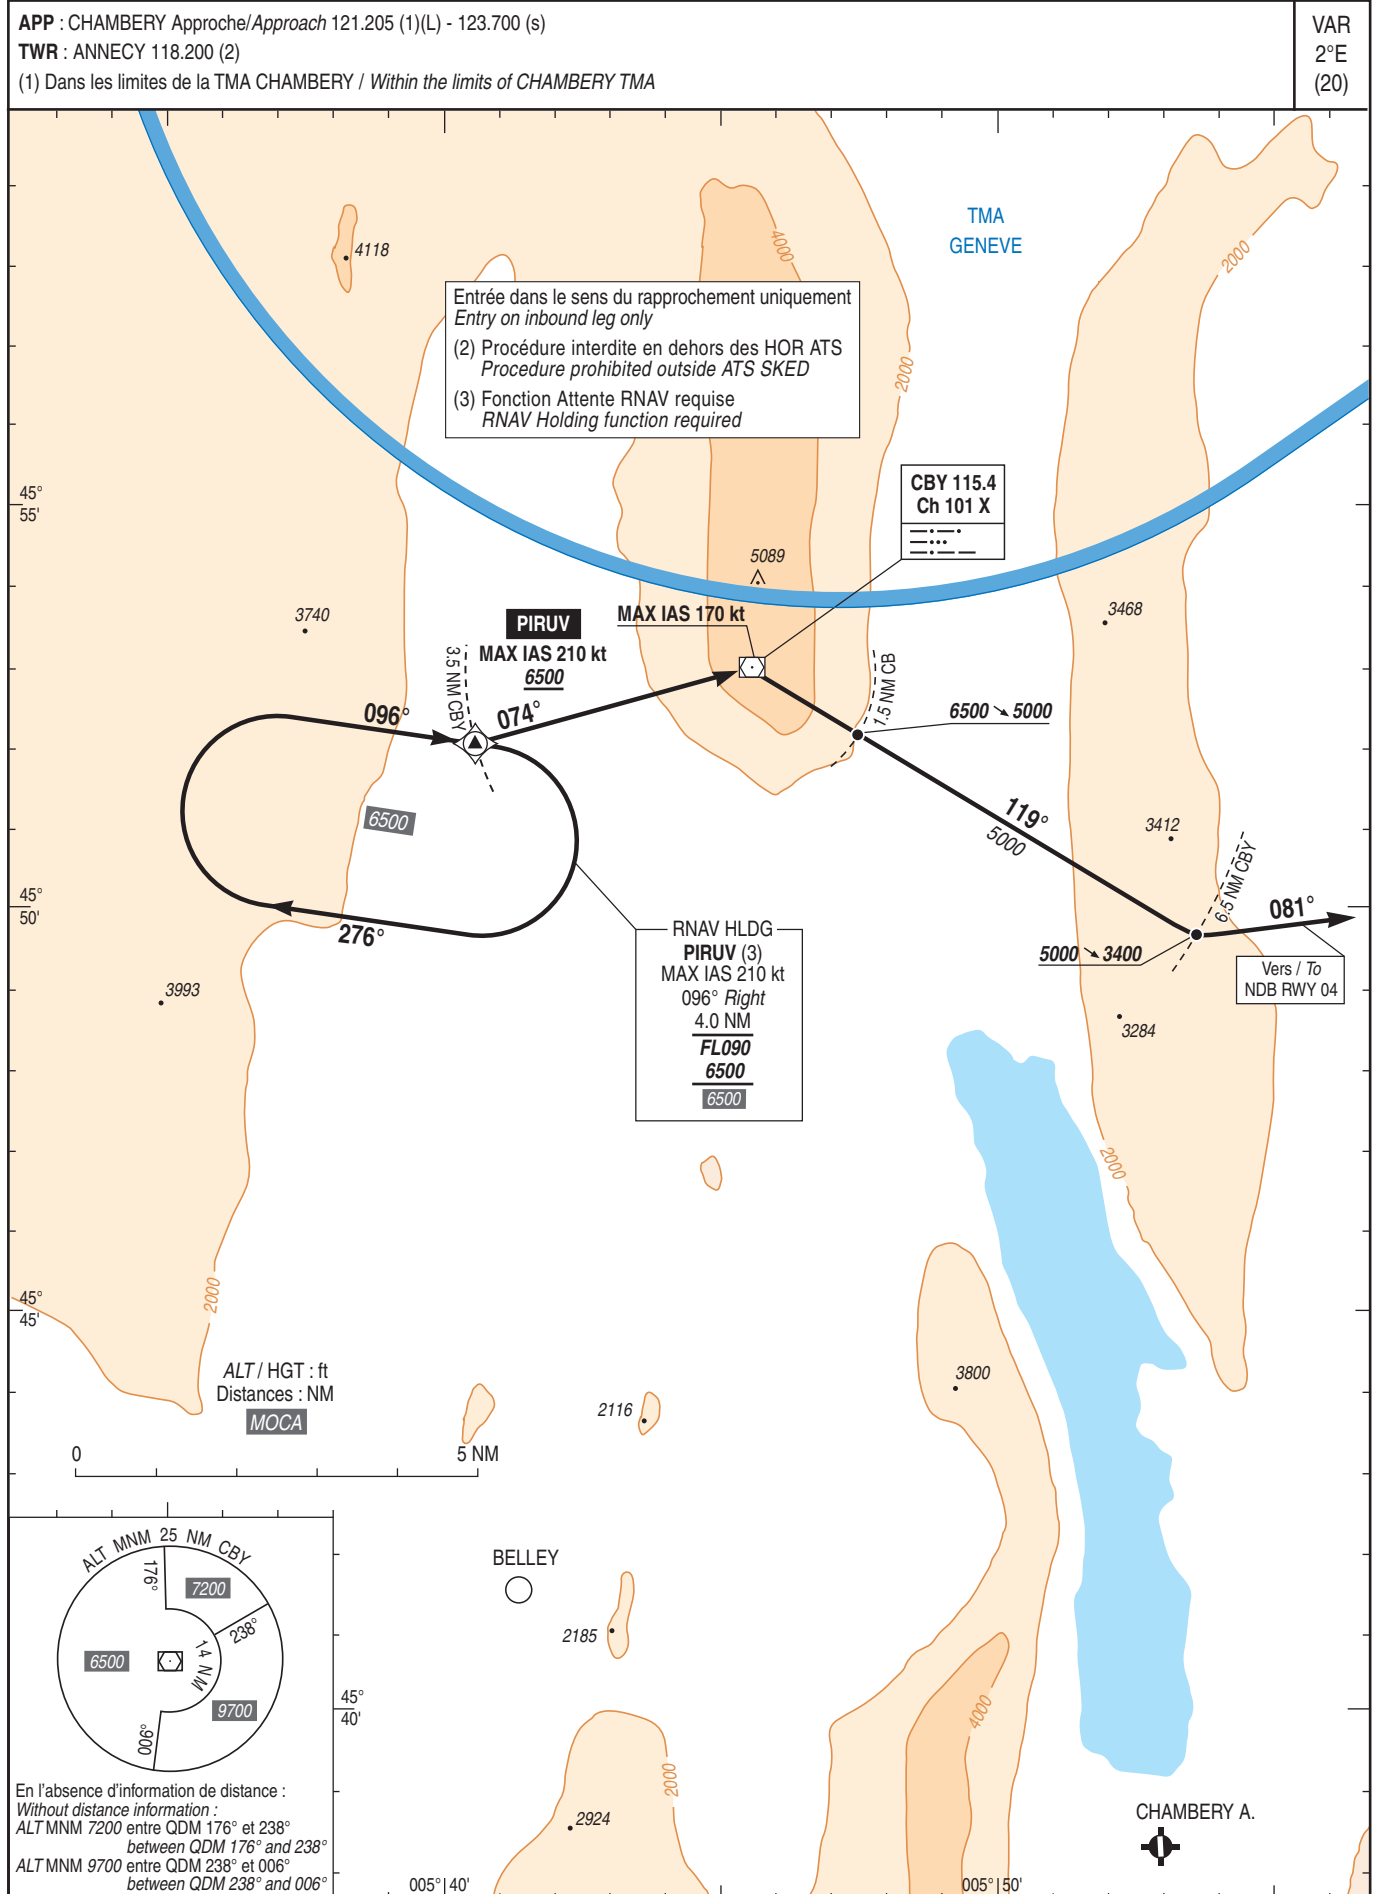 APP : CHAMBERY Approche/Approach 121.205 (1)(L) - 123.700 (s)
TWR : ANNECY 118.200 (2)
(1) Dans les limites de la TMA CHAMBERY / Within the limits of CHAMBERY TMA
VAR
2°E
(20)
TMA
GENEVE
4000
2000
4118
Entrée dans le sens du rapprochement uniquement
Entry on inbound leg only
(2) Procédure interdite en dehors des HOR ATS
Procedure prohibited outside ATS SKED
(3) Fonction Attente RNAV requise
RNAV Holding function required
2000
CBY 115.4
Ch 101 X
45°
55'
5089
3740
PIRUV
MAX IAS 210 kt
6500
MAX IAS 170 kt
3468
3.5 NM CBY
1.5 NM CB
096°
074°
6500 ↘ 5000
6500
119°
5000
3412
6.5 NM CBY
45°
50'
276°
081°
5000 ↘ 3400
Vers / To
NDB RWY 04
RNAV HLDG
PIRUV (3)
MAX IAS 210 kt
096° Right
4.0 NM
FL090
6500
6500
3993
3284
2000
2000
45°
45'
ALT / HGT : ft
Distances : NM
MOCA
0
5 NM
2116
3800
ALT MNM 25 NM CBY
176°
7200
238°
14 NM
6500
9700
006°
BELLEY
2185
45°
40'
4000
2000
En l'absence d'information de distance :
Without distance information :
ALT MNM 7200 entre QDM 176° et 238°
between QDM 176° and 238°
ALT MNM 9700 entre QDM 238° et 006°
between QDM 238° and 006°
2924
CHAMBERY A.
005° 40'
005° 50'